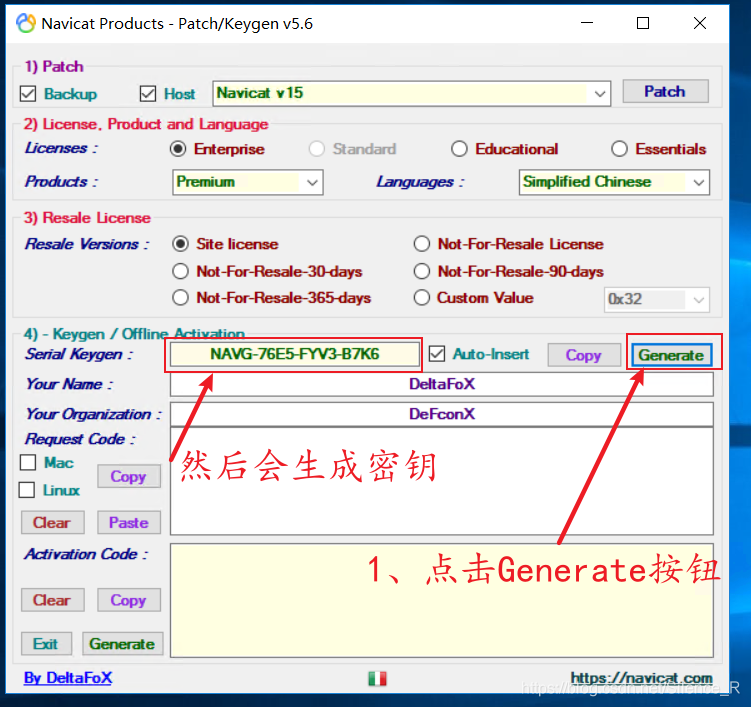 Navicat Products - Patch/Keygen v5.6
1) Patch
Backup Host Navicat v15 Patch
2) License, Product and Language
Licenses : Enterprise Standard Educational Essentials
Products : Premium Languages : Simplified Chinese
3) Resale License
Resale Versions : Site license Not-For-Resale License
Not-For-Resale-30-days Not-For-Resale-90-days
Not-For-Resale-365-days Custom Value 0x32
4) - Keygen / Offline Activation
Serial Keygen : NAVG-76E5-FYV3-B7K6 Auto-Insert Copy Generate
Your Name : DeltaFoX
Your Organization : DeFconX
Request Code :
Mac
Copy
Linux
然后会生成密钥
Clear Paste
Activation Code :
1、点击Generate按钮
Clear Copy
Exit Generate
By DeltaFoX https://navicat.com
https://blog.csdn.net/Silence_R